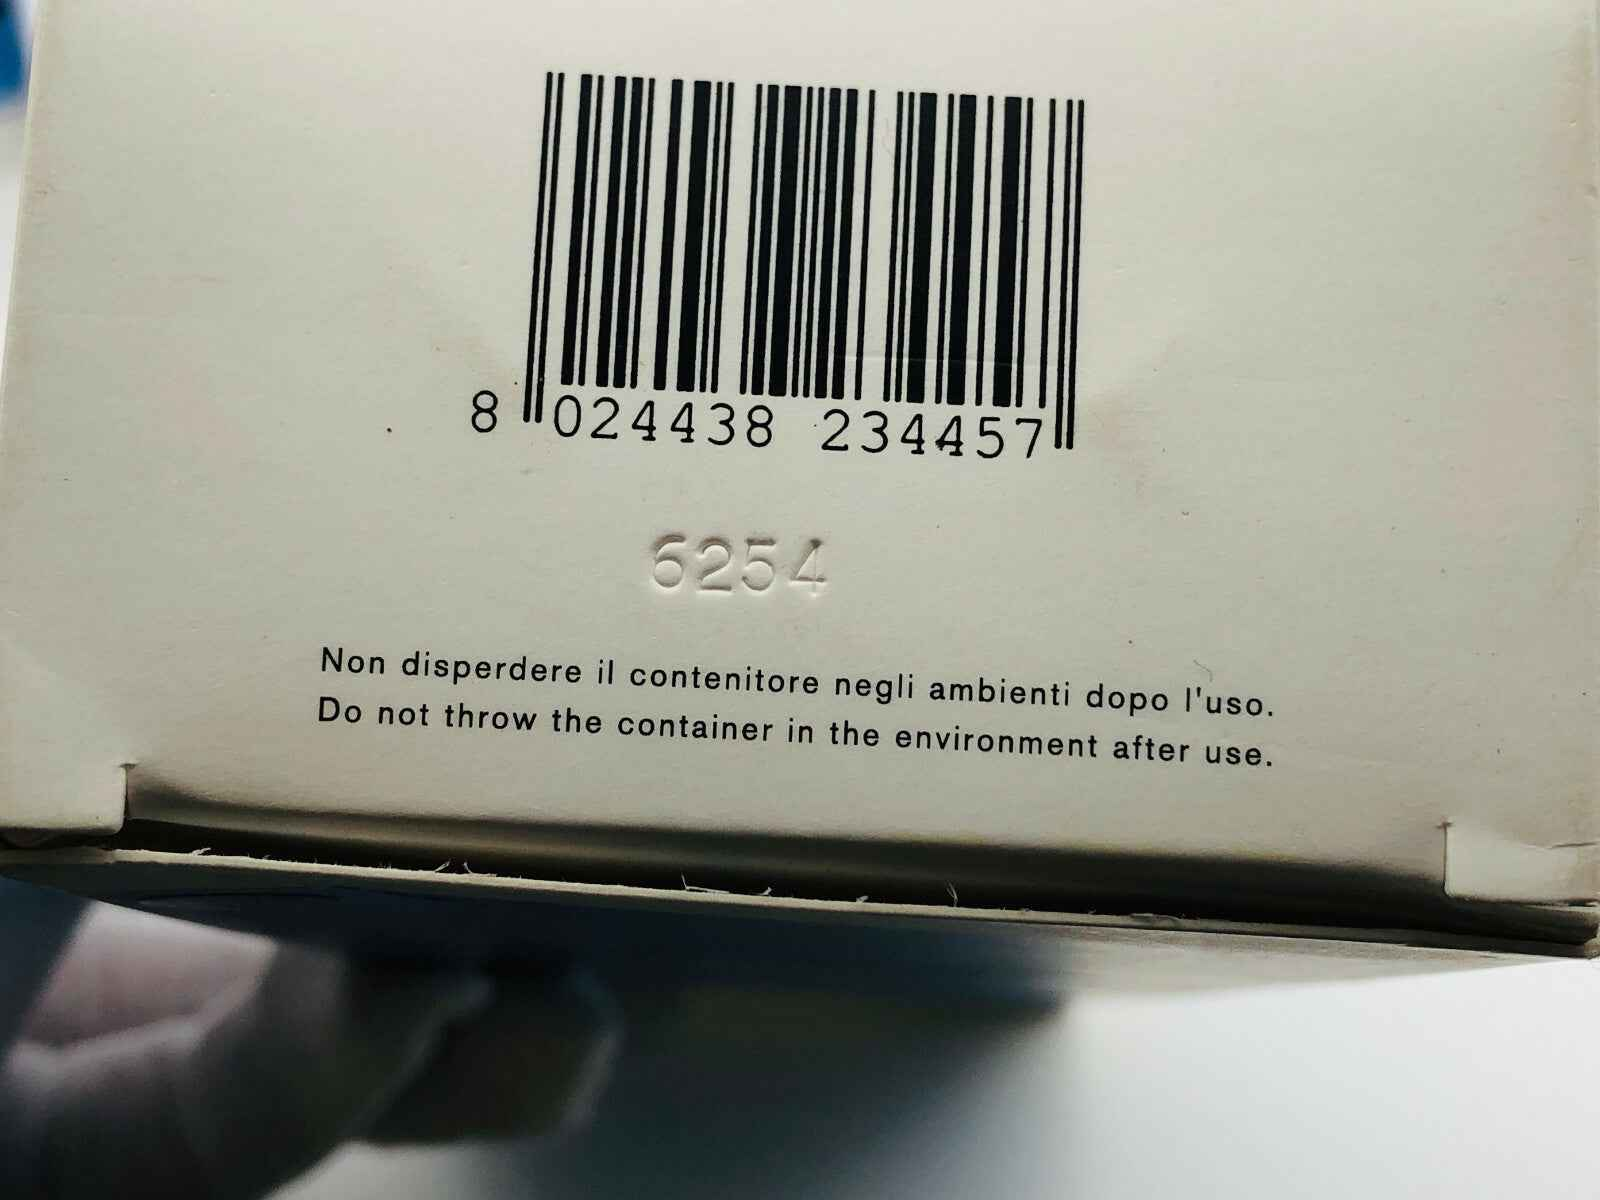 8 024438 234457
6254
Non disperdere il contenitore negli ambienti dopo l'uso.
Do not throw the container in the environment after use.